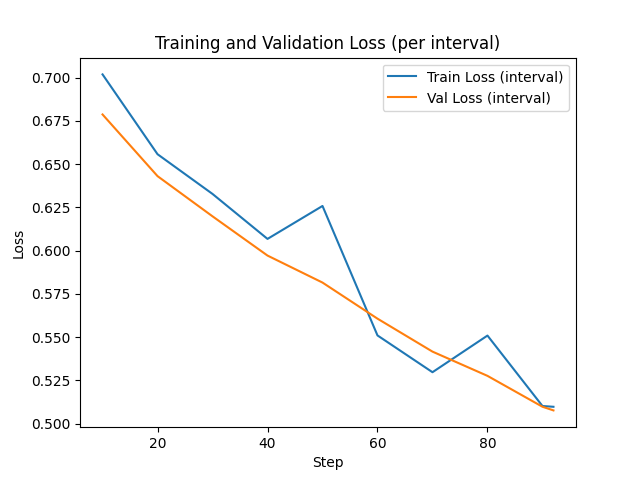 Training and Validation Loss (per interval)
Train Loss (interval)
Val Loss (interval)
0.700
0.675
0.650
0.625
0.600
0.575
0.550
0.525
0.500
Loss
20
40
60
80
Step